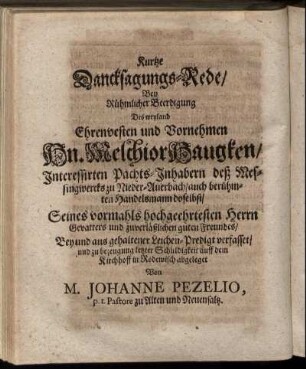 Kurtze
Dancksagungs-Rede/
Bey
Rühmlicher Beerdigung
Des weyland
Ehrenvesten und Vornehmen
Hn. Melchior Haugken/
Interessirten Pachts-Inhabern deß Mes-
singwercks zu Nieder-Auerbach/ auch berühm-
ten Handelsmann daselbst/
Seines vormahls hochgeehrtesten Herrn
Gevatters und zuverläßlichen guten Freundes/
Bey und aus gehaltener Leichen-Predigt verfasset/
und zu bezeugung letzter Schuldigkeit auff dem
Kirchhoff in Rodewisch abgeleget
Von
M. JOHANNE PEZELIO,
p. t. Pastore zu Alten und Neuensaltz.